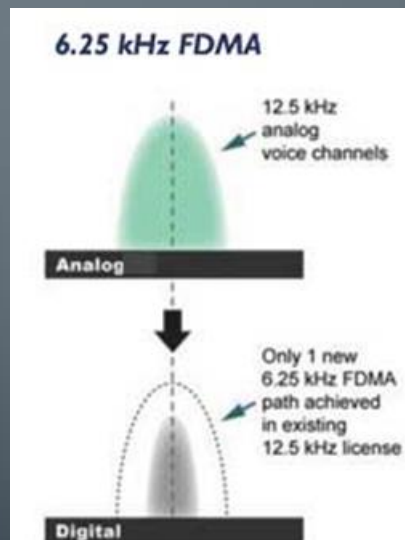 6.25 kHz FDMA
12.5 kHz
analog
voice channels
Analog
Only 1 new
6.25 kHz FDMA
path achieved
in existing
12.5 kHz license
Digital